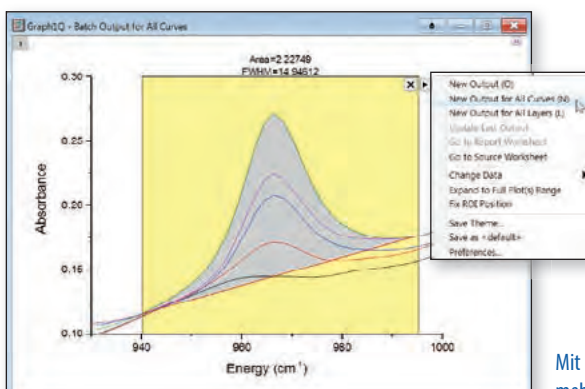 Graph1Q - Batch Output for All Curves
1
Area=2.22749
FWHM=14.94612
0.30
0.25
0.20
0.15
0.10
Absorbance
940
960
980
1000
Energy (cm⁻¹)
New Output (O)
New Output for All Curves (N)
New Output for All Layers (L)
Update Last Output
Go to Report Worksheet
Go to Source Worksheet
Change Data
Expand to Full Plot(s) Range
Fix ROI Position
Save Theme...
Save as <default>
Preferences...
Mit